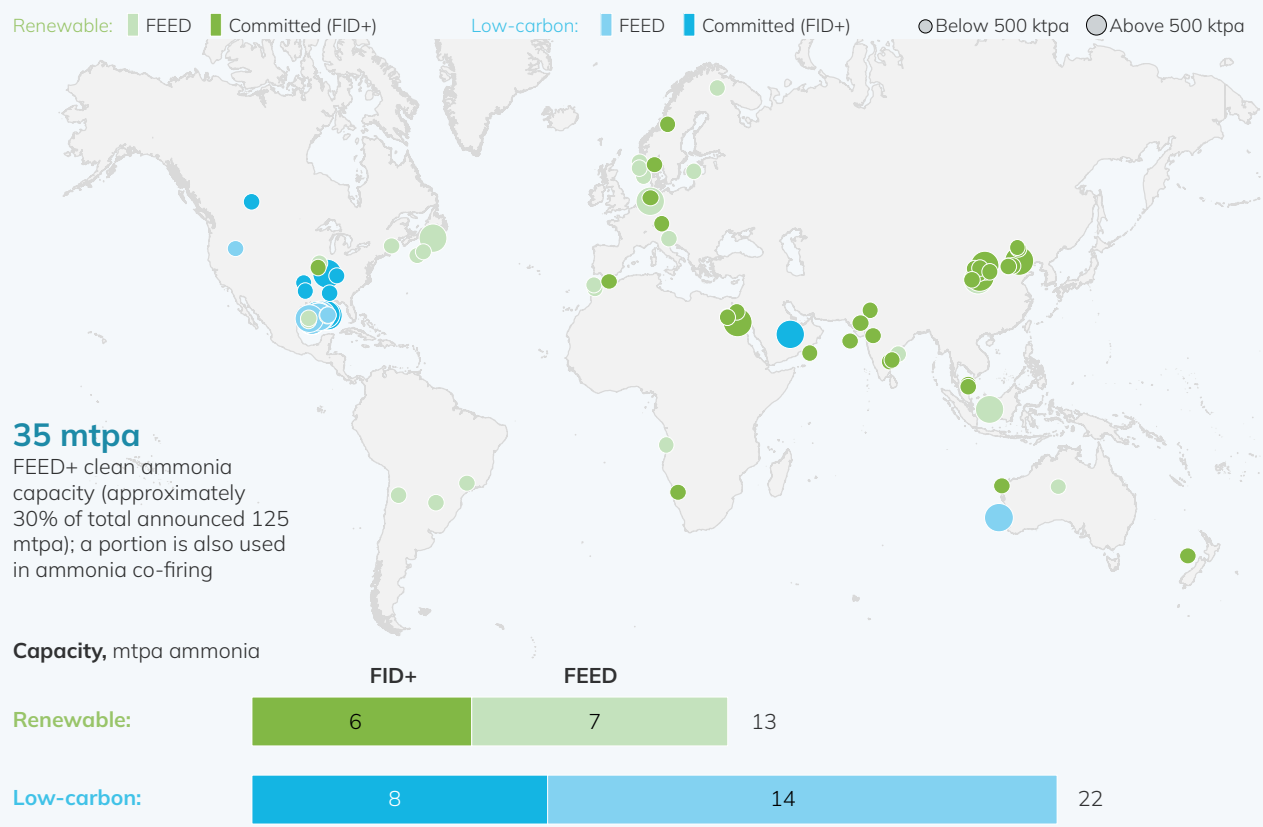 Renewable: FEED Committed (FID+) Low-carbon: FEED Committed (FID+) Below 500 ktpa Above 500 ktpa
35 mtpa
FEED+ clean ammonia
capacity (approximately
30% of total announced 125
mtpa); a portion is also used
in ammonia co-firing
Capacity, mtpa ammonia
FID+ FEED
Renewable: 6 7 13
Low-carbon: 8 14 22